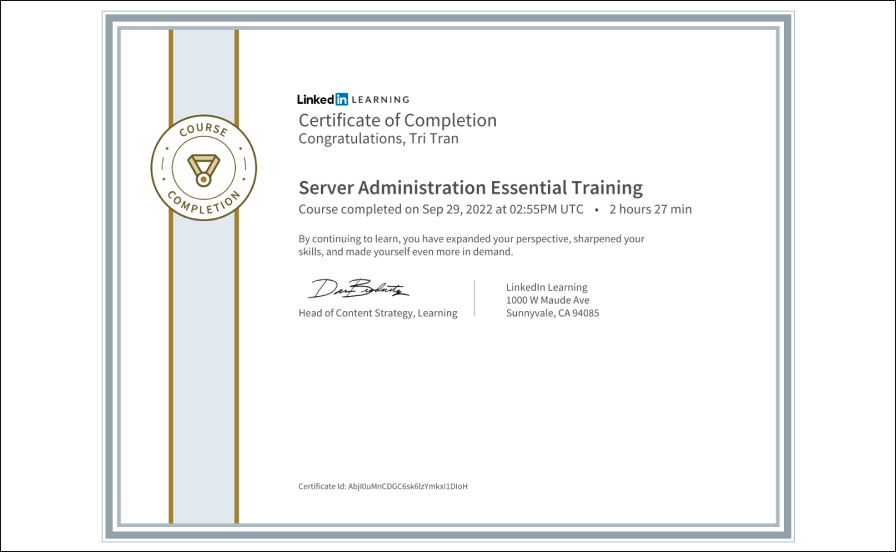 COURSE
COMPLETION
Linked in LEARNING
Certificate of Completion
Congratulations, Tri Tran
Server Administration Essential Training
Course completed on Sep 29, 2022 at 02:55PM UTC • 2 hours 27 min
By continuing to learn, you have expanded your perspective, sharpened your
skills, and made yourself even more in demand.
Head of Content Strategy, Learning
LinkedIn Learning
1000 W Maude Ave
Sunnyvale, CA 94085
Certificate Id: AbjI0uMnCDGC6sk6lzYmkxI1DIoH